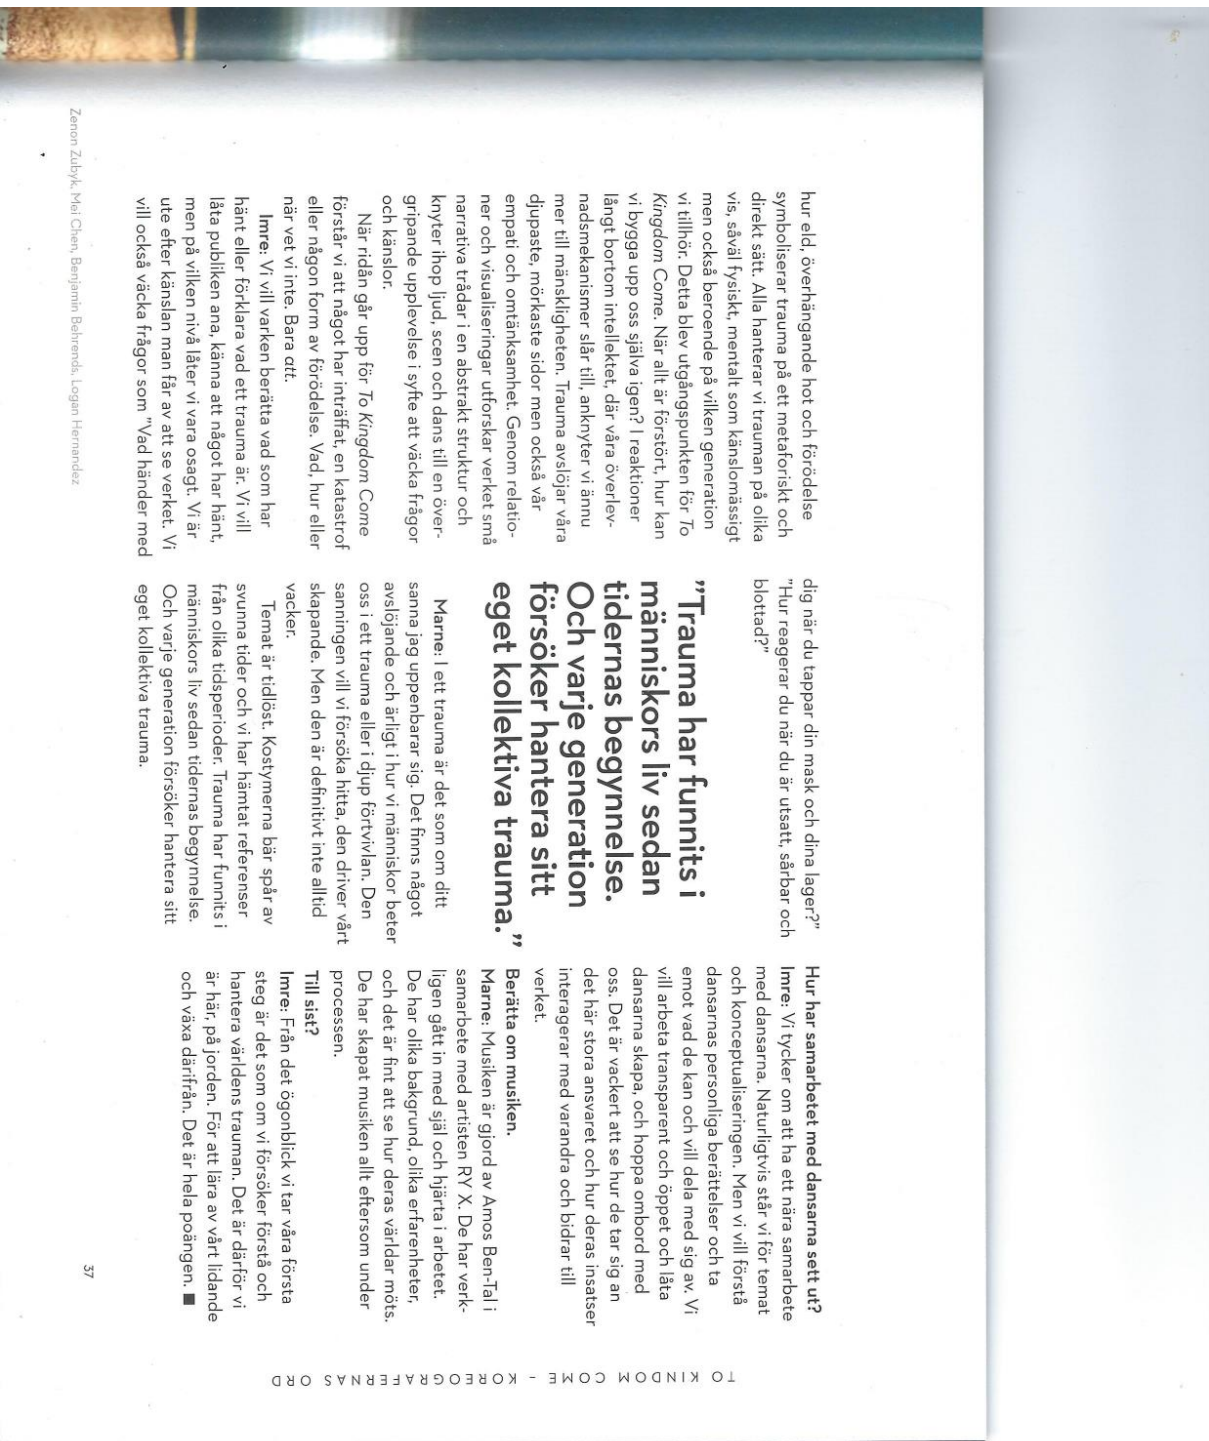 hur eld, överhängande hot och förödelse
symboliserar trauma på ett metaforiskt och
direkt sätt. Alla hanterar vi trauman på olika
vis, såväl fysiskt, mentalt som känslomässigt
men också beroende på vilken generation
vi tillhör. Detta blev utgångspunkten för To
Kingdom Come. När allt är förstört, hur kan
vi bygga upp oss själva igen? I reaktioner
långt bortom intellektet, där våra överlev-
nadsmekanismer slår till, anknyter vi ännu
mer till mänskligheten. Trauma avslöjar våra
djupaste, mörkaste sidor men också vår
empati och omtänksamhet. Genom relatio-
ner och visualiseringar utforskar verket små
narrativa trådar i en abstrakt struktur och
knyter ihop ljud, scen och dans till en över-
gripande upplevelse i syfte att väcka frågor
och känslor.
När ridån går upp för To Kingdom Come
förstår vi att något har inträffat, en katastrof
eller någon form av förödelse. Vad, hur eller
när vet vi inte. Bara att.
Imre: Vi vill varken berätta vad som har
hänt eller förklara vad ett trauma är. Vi vill
låta publiken ana, känna att något har hänt,
men på vilken nivå låter vi vara osagt. Vi är
ute efter känslan man får av att se verket. Vi
vill också väcka frågor som "Vad händer med
dig när du tappar din mask och dina lager?"
"Hur reagerar du när du är utsatt, sårbar och
blottad?"
"Trauma har funnits i
människors liv sedan
tidernas begynnelse.
Och varje generation
försöker hantera sitt
eget kollektiva trauma."
Marne: I ett trauma är det som om ditt
sanna jag uppenbarar sig. Det finns något
avslöjande och ärligt i hur vi människor beter
oss i ett trauma eller i djup förtvivlan. Den
sanningen vill vi försöka hitta, den driver vårt
skapande. Men den är definitivt inte alltid
vacker.
Temat är tidlöst. Kostymerna bär spår av
svunna tider och vi har hämtat referenser
från olika tidsperioder. Trauma har funnits i
människors liv sedan tidernas begynnelse.
Och varje generation försöker hantera sitt
eget kollektiva trauma.
Hur har samarbetet med dansarna sett ut?
Imre: Vi tycker om att ha ett nära samarbete
med dansarna. Naturligtvis står vi för temat
och konceptualiseringen. Men vi vill förstå
dansarnas personliga berättelser och ta
emot vad de kan och vill dela med sig av. Vi
vill arbeta transparent och öppet och låta
dansarna skapa, och hoppa ombord med
oss. Det är vackert att se hur de tar sig an
det här stora ansvaret och hur deras insatser
interagerar med varandra och bidrar till
verket.
Berätta om musiken.
Marne: Musiken är gjord av Amos Ben-Tal i
samarbete med artisten RY X. De har verk-
ligen gått in med själ och hjärta i arbetet.
De har olika bakgrund, olika erfarenheter,
och det är fint att se hur deras världar möts.
De har skapat musiken allt eftersom under
processen.
Till sist?
Imre: Från det ögonblick vi tar våra första
steg är det som om vi försöker förstå och
hantera världens trauman. Det är därför vi
är här, på jorden. För att lära av vårt lidande
och växa därifrån. Det är hela poängen. ■
Zenon Zubyk, Mei Chen, Benjamin Behrends, Logan Hernandez
37
TO KINDOM COME – KOREOGRAFERNAS ORD